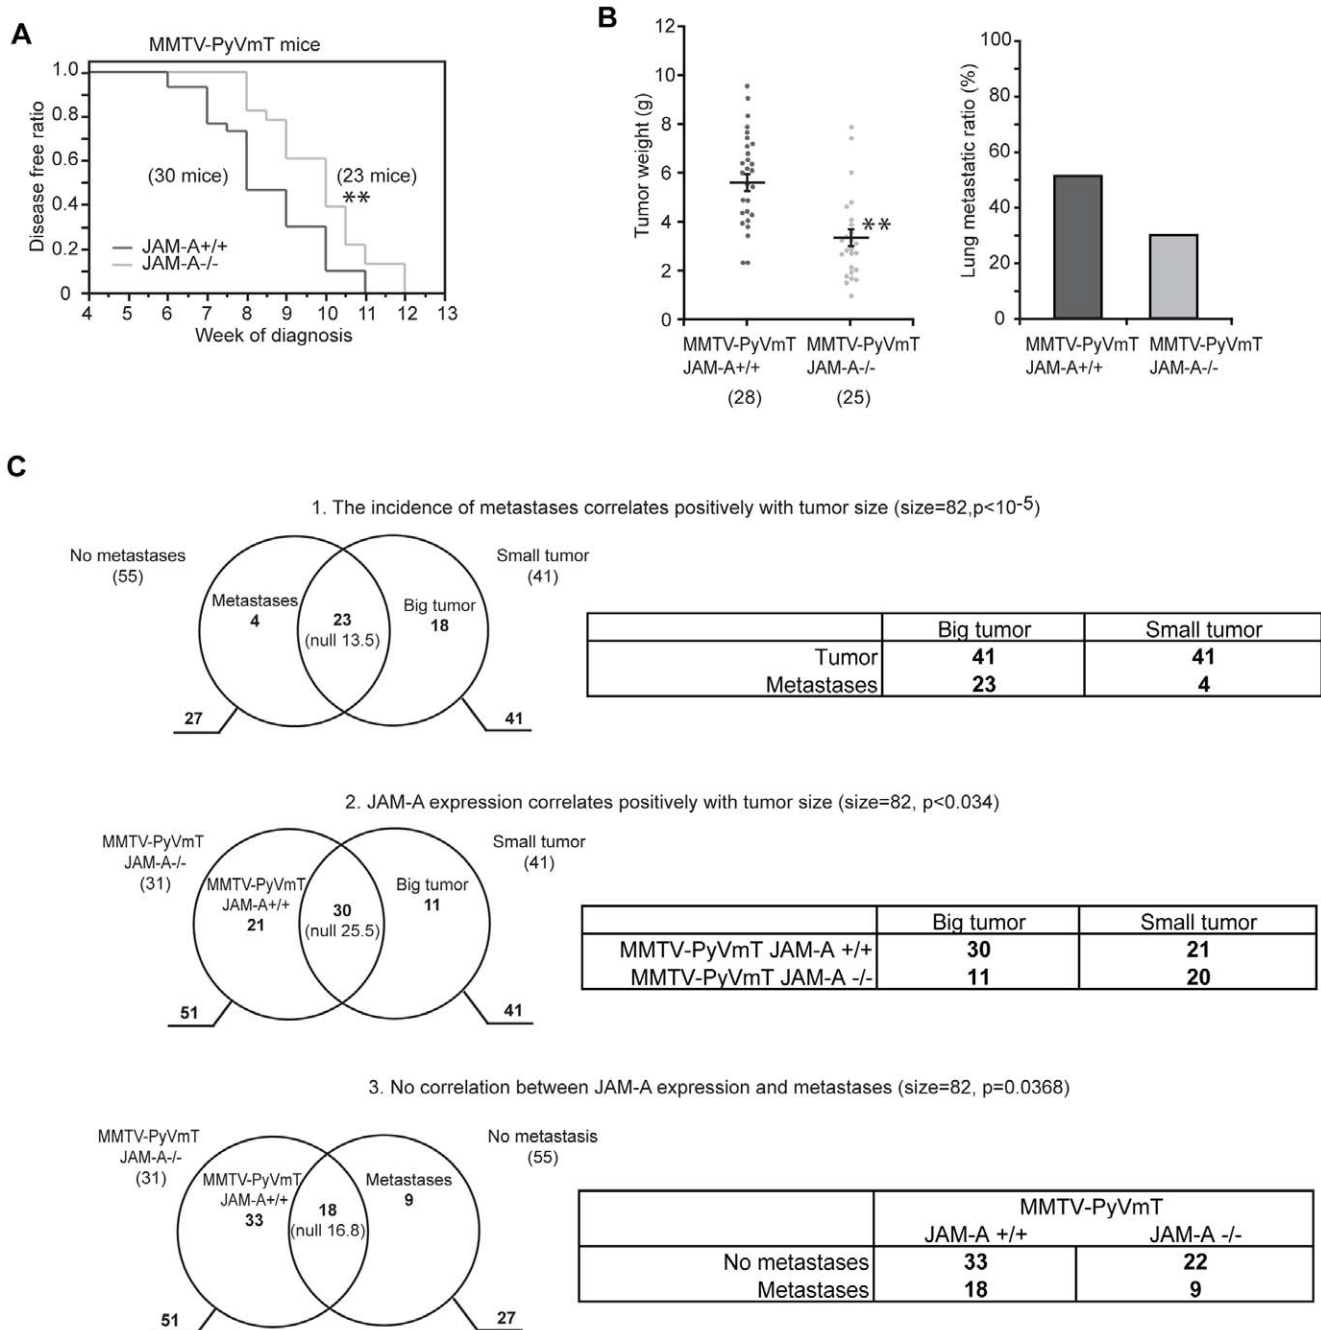 A
MMTV-PyVmT mice
Disease free ratio
1.0
0.8
0.6
0.4
0.2
0
(30 mice)
(23 mice)
**
JAM-A+/+
JAM-A-/-
4 5 6 7 8 9 10 11 12 13
Week of diagnosis
B
Tumor weight (g)
12
10
8
6
4
2
0
**
MMTV-PyVmT MMTV-PyVmT
JAM-A+/+ JAM-A-/-
(28) (25)
Lung metastatic ratio (%)
100
80
60
40
20
0
MMTV-PyVmT MMTV-PyVmT
JAM-A+/+ JAM-A-/-
C
1. The incidence of metastases correlates positively with tumor size (size=82,p<10-5)
No metastases
(55)
Small tumor
(41)
Metastases
4
23
(null 13.5)
Big tumor
18
27
41
Big tumor Small tumor
Tumor 41 41
Metastases 23 4
2. JAM-A expression correlates positively with tumor size (size=82, p<0.034)
MMTV-PyVmT
JAM-A-/-
(31)
Small tumor
(41)
MMTV-PyVmT
JAM-A+/+
21
30
(null 25.5)
Big tumor
11
51
41
Big tumor Small tumor
MMTV-PyVmT JAM-A +/+ 30 21
MMTV-PyVmT JAM-A -/- 11 20
3. No correlation between JAM-A expression and metastases (size=82, p=0.0368)
MMTV-PyVmT
JAM-A-/-
(31)
No metastasis
(55)
MMTV-PyVmT
JAM-A+/+
33
18
(null 16.8)
Metastases
9
51
27
MMTV-PyVmT
JAM-A +/+ JAM-A -/-
No metastases 33 22
Metastases 18 9